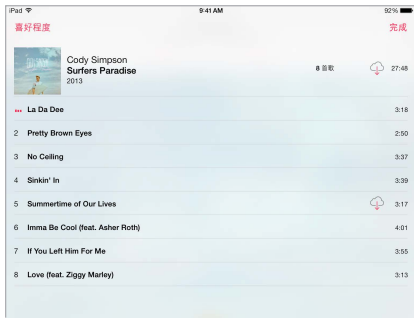 iPad 9:41 AM 92%
喜好程度 完成
Cody Simpson
Surfers Paradise
2013
8 首歌 27:48
La Da Dee 3:18
2 Pretty Brown Eyes 2:50
3 No Ceiling 3:37
4 Sinkin' In 3:39
5 Summertime of Our Lives 3:17
6 Imma Be Cool (feat. Asher Roth) 4:01
7 If You Left Him For Me 3:55
8 Love (feat. Ziggy Marley) 3:13